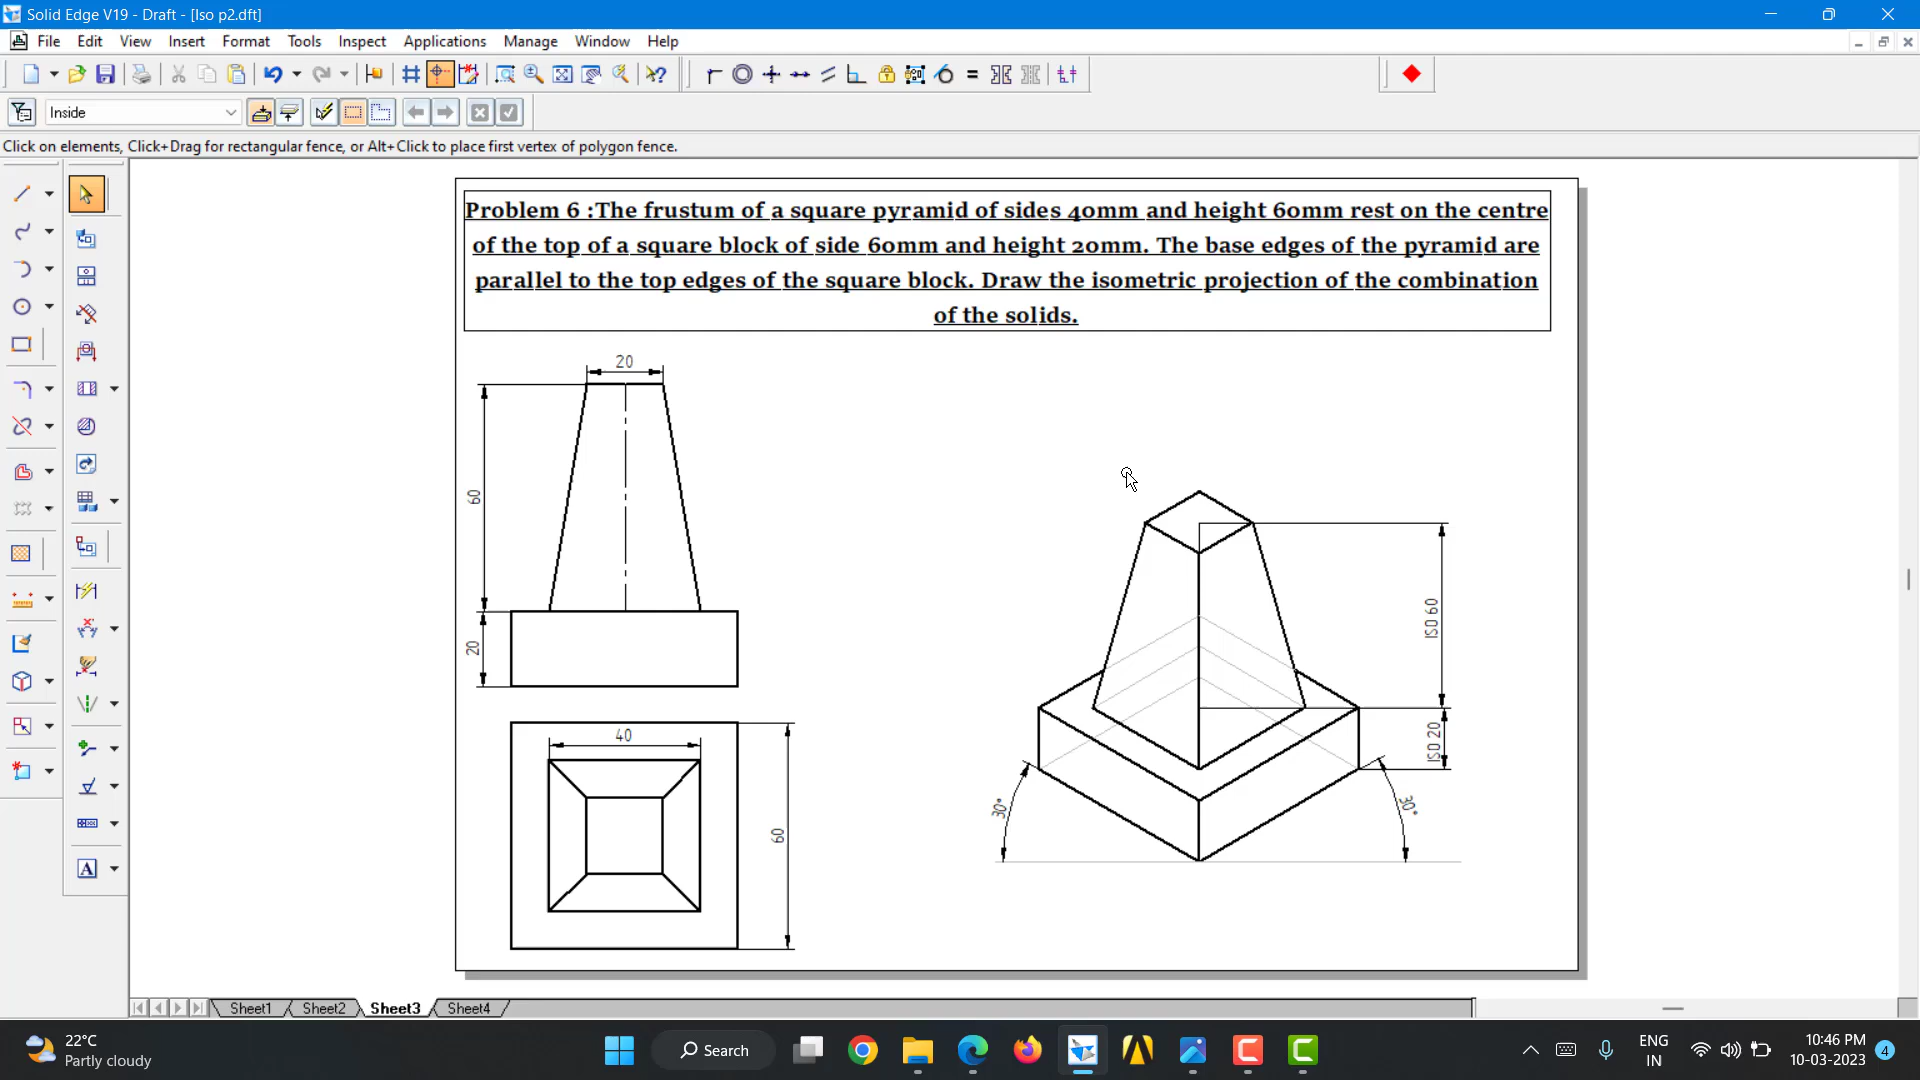 Solid Edge V19 - Draft - [Iso p2.dft]
File Edit View Insert Format Tools Inspect Applications Manage Window Help
Inside
Click on elements, Click+Drag for rectangular fence, or Alt+Click to place first vertex of polygon fence.
Problem 6 :The frustum of a square pyramid of sides 40mm and height 60mm rest on the centre
of the top of a square block of side 60mm and height 20mm. The base edges of the pyramid are
parallel to the top edges of the square block. Draw the isometric projection of the combination
of the solids.
20
60
20
40
60
ISO 60
ISO 20
30°
30°
Sheet1 Sheet2 Sheet3 Sheet4
22°C
Partly cloudy
Search
ENG
IN
10:46 PM
10-03-2023
4